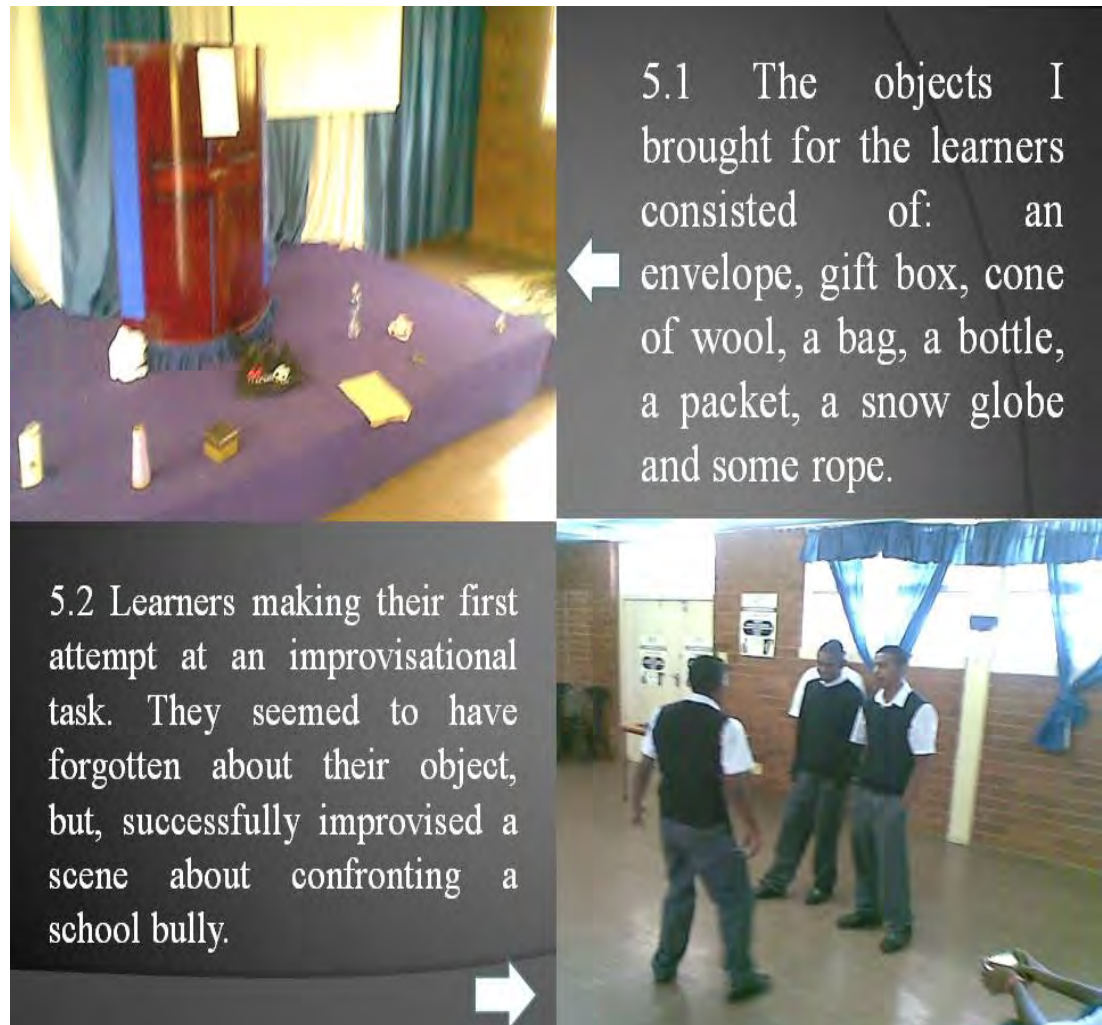 5.1 The objects I
brought for the learners
consisted of: an
envelope, gift box, cone
of wool, a bag, a bottle,
a packet, a snow globe
and some rope.
5.2 Learners making their first
attempt at an improvisational
task. They seemed to have
forgotten about their object,
but, successfully improvised a
scene about confronting a
school bully.